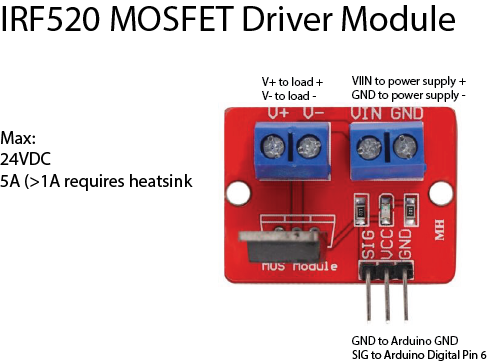 IRF520 MOSFET Driver Module
V+ to load +
V- to load -
VIIN to power supply +
GND to power supply -
V+ V- VIN GND
Max:
24VDC
5A (>1A requires heatsink
SIG
VCC
GND
MH
MOS Module
GND to Arduino GND
SIG to Arduino Digital Pin 6